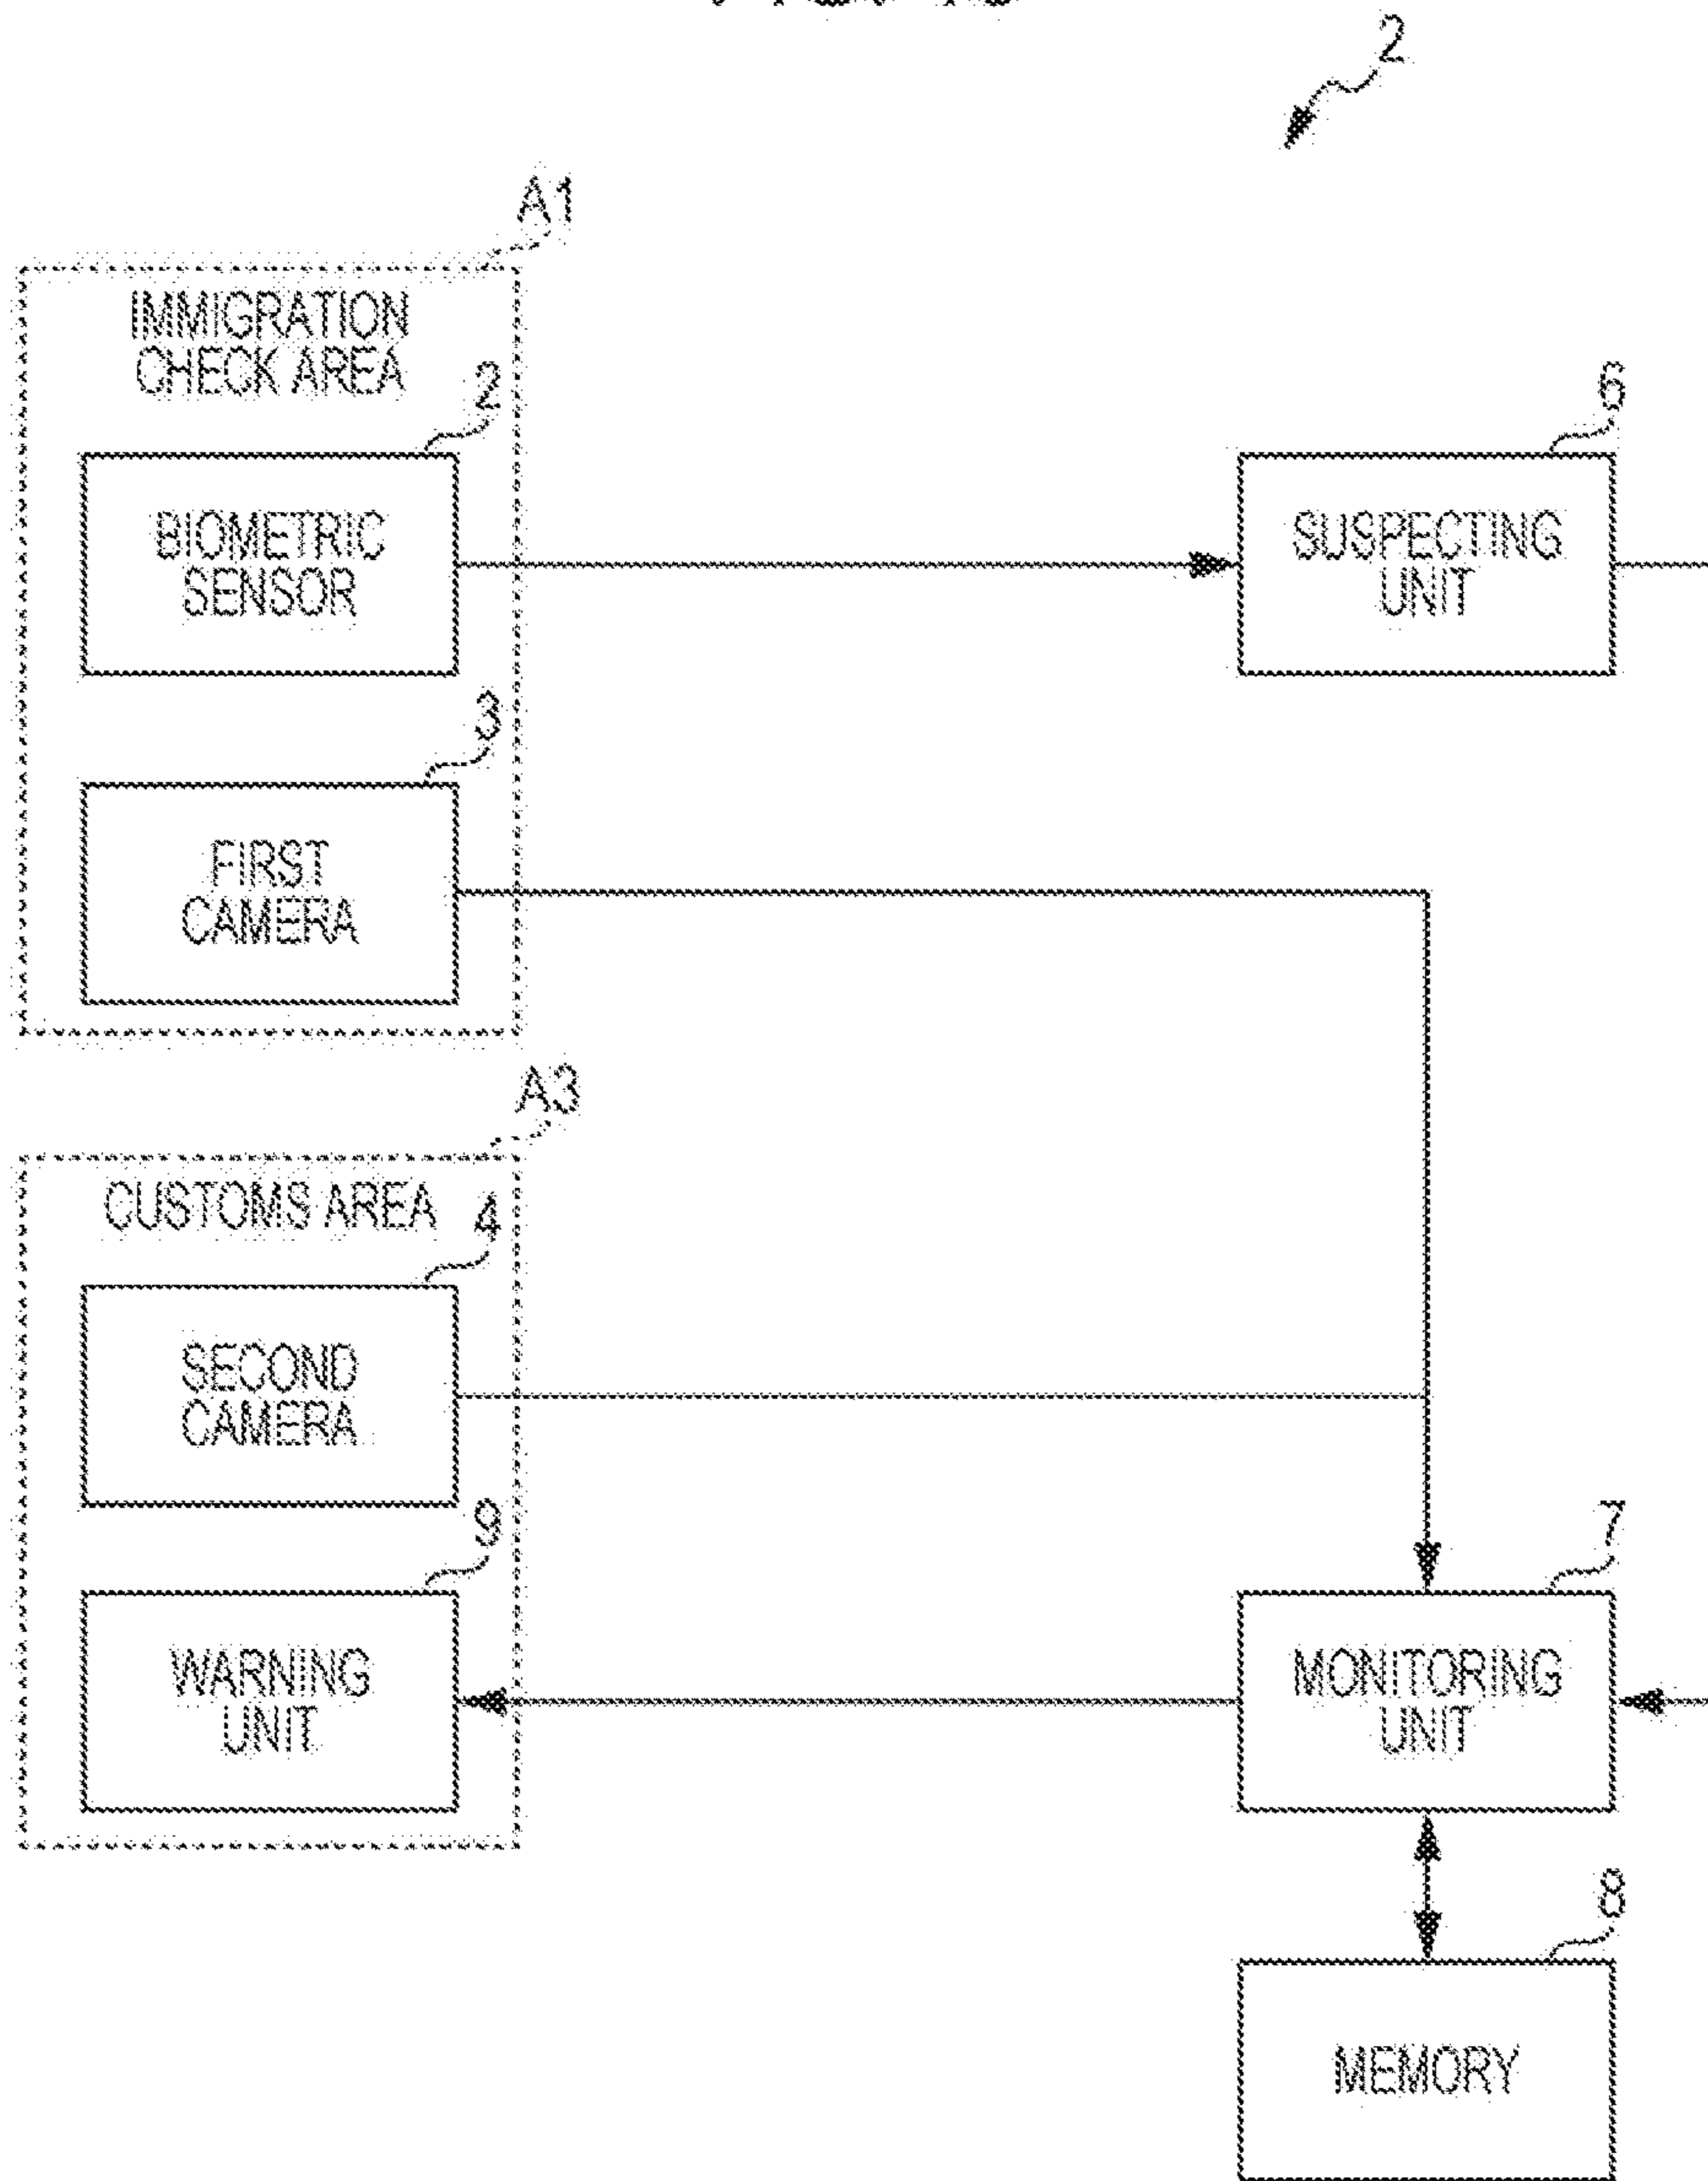 2
A1
IMMIGRATION
CHECK AREA
2
BIOMETRIC
SENSOR
6
SUSPECTING
UNIT
3
FIRST
CAMERA
A3
CUSTOMS AREA
4
SECOND
CAMERA
9
WARNING
UNIT
7
MONITORING
UNIT
8
MEMORY